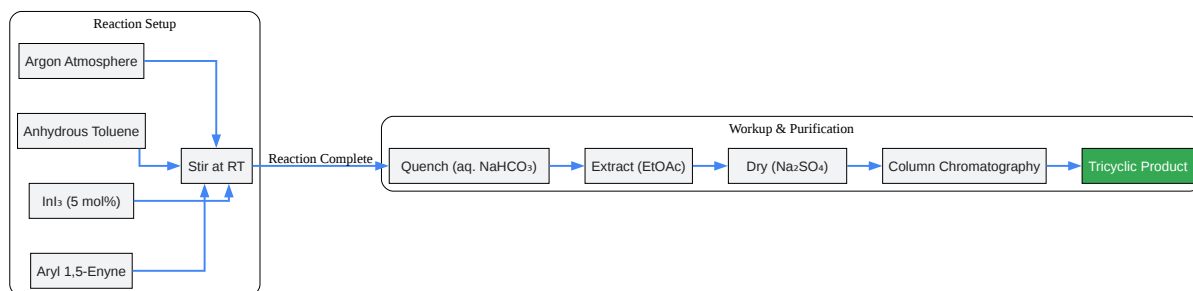 Reaction Setup
Argon Atmosphere
Anhydrous Toluene
Stir at RT
InI₃ (5 mol%)
Aryl 1,5-Enyne
Reaction Complete
Workup & Purification
Quench (aq. NaHCO₃)
Extract (EtOAc)
Dry (Na₂SO₄)
Column Chromatography
Tricyclic Product